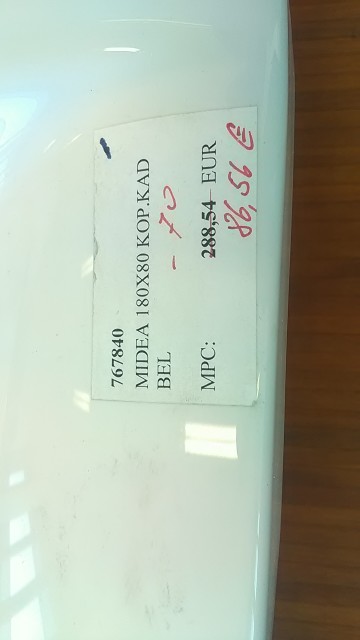 767840
MIDEA 180X80 KOP.KAD
BEL
- 70
MPC: 288,54 EUR
86,56 €